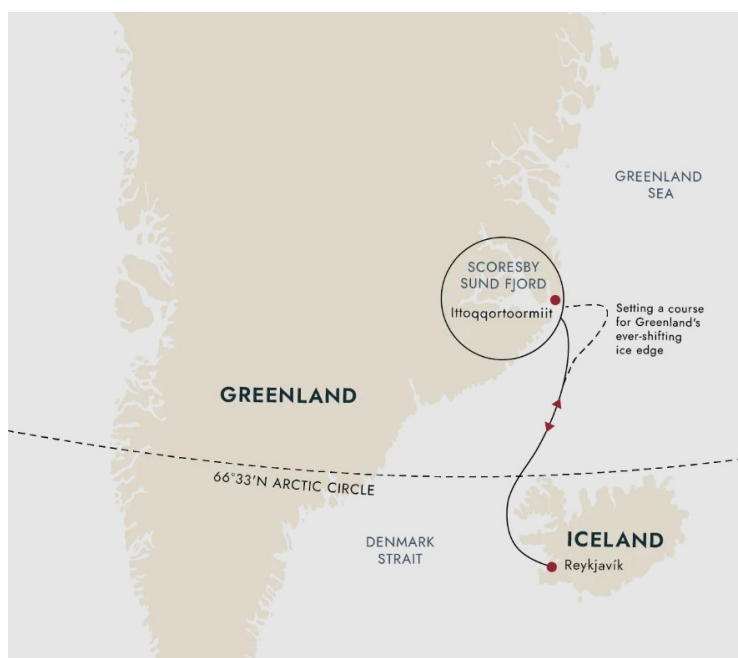 GREENLAND
SEA
SCORESBY
SUND FJORD
Ittoqqortoormiit
Setting a course
for Greenland's
ever-shifting
ice edge
GREENLAND
66°33'N ARCTIC CIRCLE
DENMARK
STRAIT
ICELAND
Reykjavík